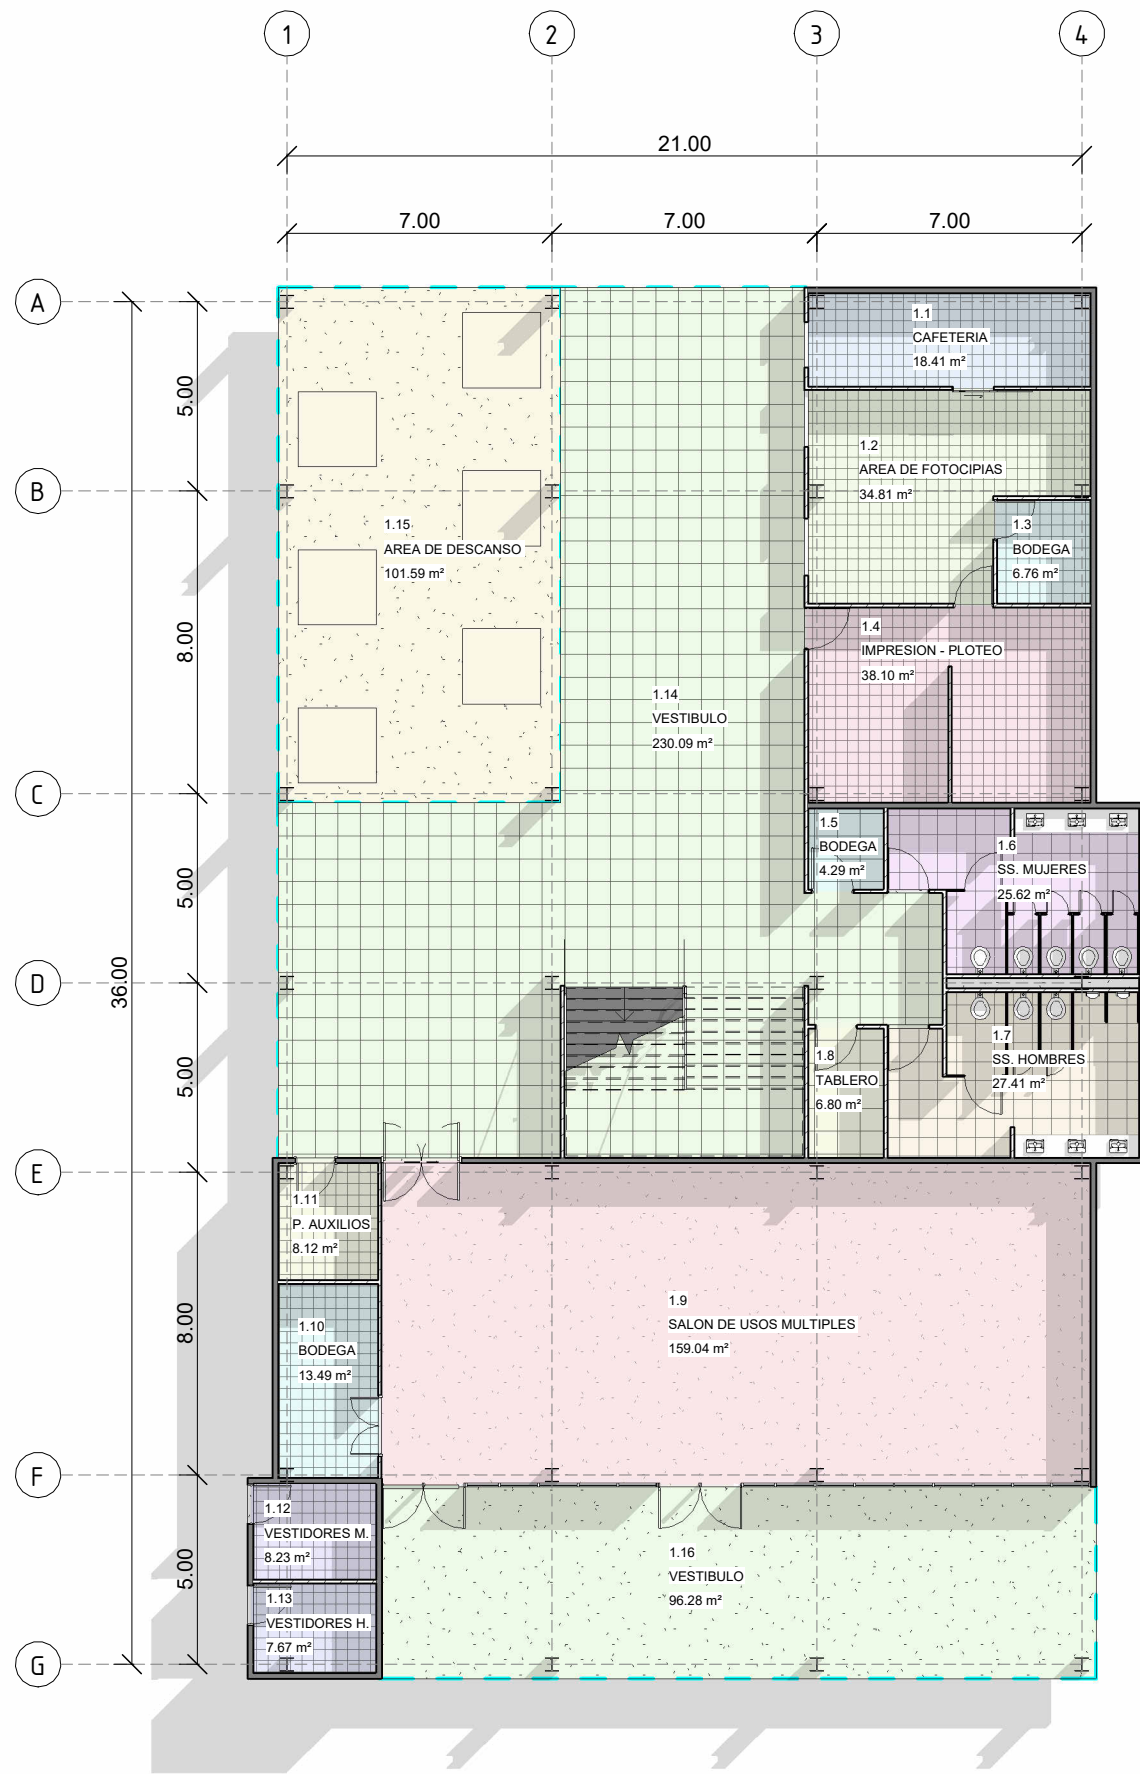 1
2
3
4
21.00
7.00
7.00
7.00
A
B
C
D
E
F
G
36.00
5.00
8.00
5.00
5.00
8.00
5.00
1.1
CAFETERIA
18.41 m²
1.2
AREA DE FOTOCIPIAS
34.81 m²
1.3
BODEGA
6.76 m²
1.15
AREA DE DESCANSO
101.59 m²
1.4
IMPRESION - PLOTEO
38.10 m²
1.14
VESTIBULO
230.09 m²
1.5
BODEGA
4.29 m²
1.6
SS. MUJERES
25.62 m²
1.7
SS. HOMBRES
27.41 m²
1.8
TABLERO
6.80 m²
1.11
P. AUXILIOS
8.12 m²
1.9
SALON DE USOS MULTIPLES
159.04 m²
1.10
BODEGA
13.49 m²
1.12
VESTIDORES M.
8.23 m²
1.16
VESTIBULO
96.28 m²
1.13
VESTIDORES H.
7.67 m²